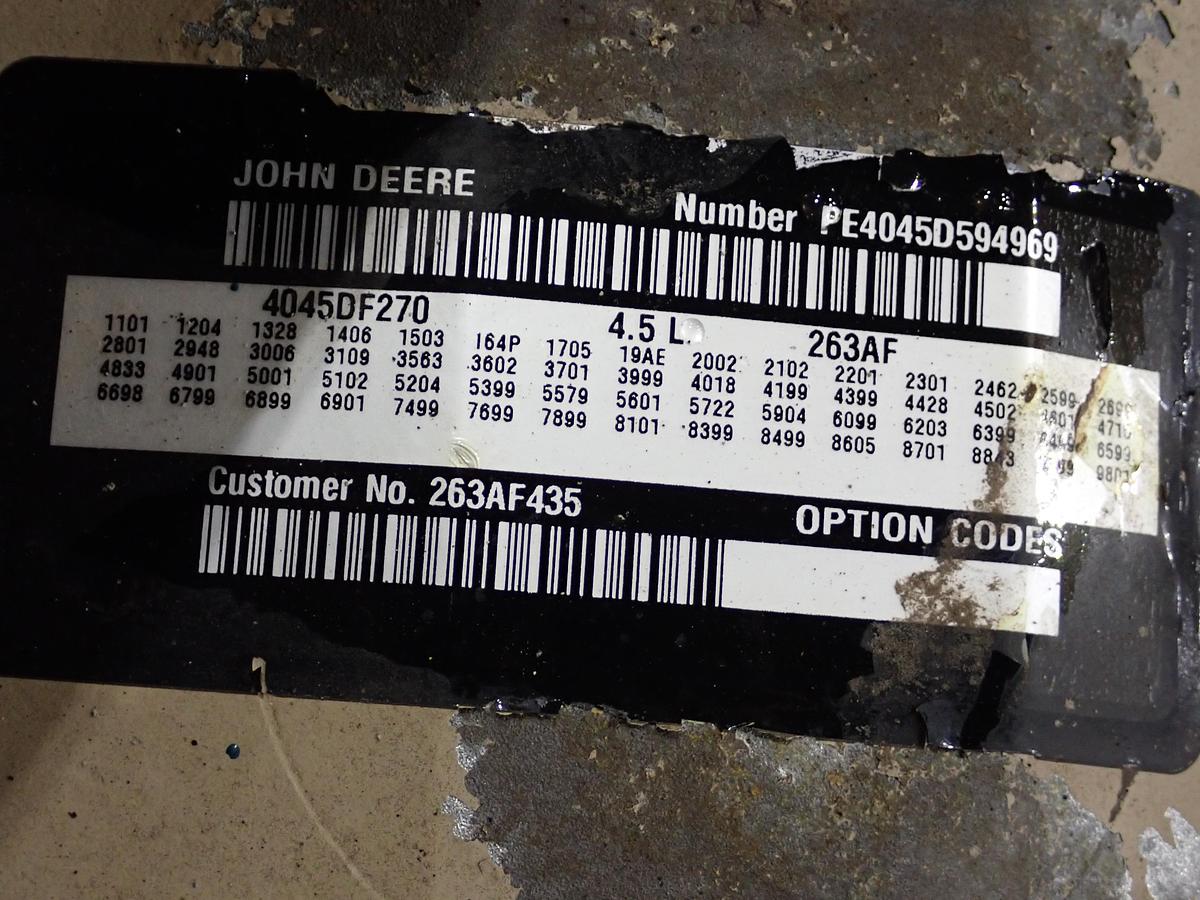 JOHN DEERE
Number PE4045D594969
4045DF270 4.5 L. 263AF
1101 1204 1328 1406 1503 164P 1705 19AE 2002 2102 2201 2301 2462 2599
2801 2948 3006 3109 3563 3602 3701 3999 4018 4199 4399 4428 4502
4833 4901 5001 5102 5204 5399 5579 5601 5722 5904 6099 6203 6399 6599
6698 6799 6899 6901 7499 7699 7899 8101 8399 8499 8605 8701
Customer No. 263AF435
OPTION CODES